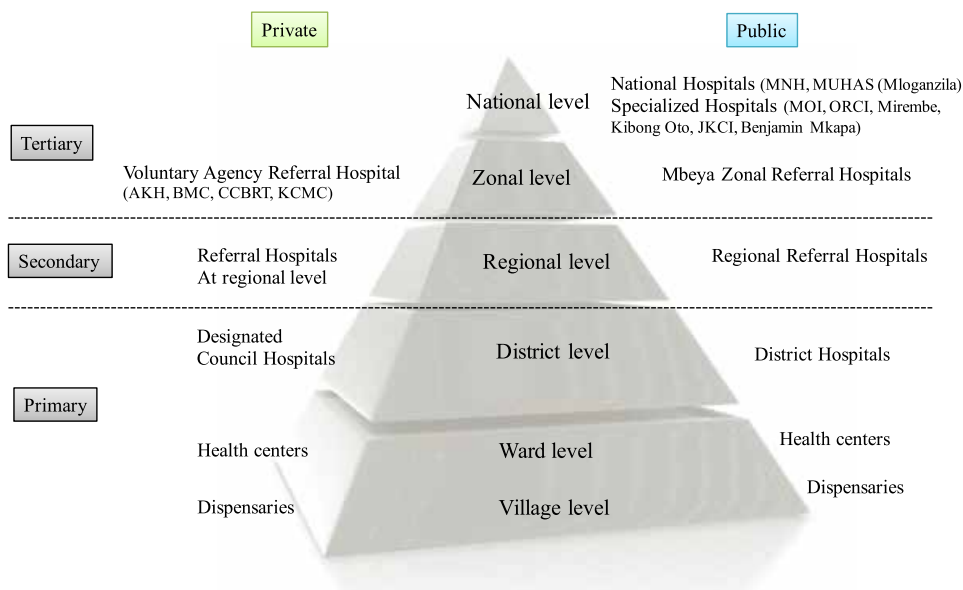 Private
Public
National level
National Hospitals (MNH, MUHAS (Mloganzila)
Specialized Hospitals (MOI, ORCI, Mirembe,
Kibong Oto, JKCI, Benjamin Mkapa)
Tertiary
Voluntary Agency Referral Hospital
(AKH, BMC, CCBRT, KCMC)
Zonal level
Mbeya Zonal Referral Hospitals
Secondary
Referral Hospitals
At regional level
Regional level
Regional Referral Hospitals
Designated
Council Hospitals
District level
District Hospitals
Primary
Health centers
Ward level
Health centers
Dispensaries
Village level
Dispensaries